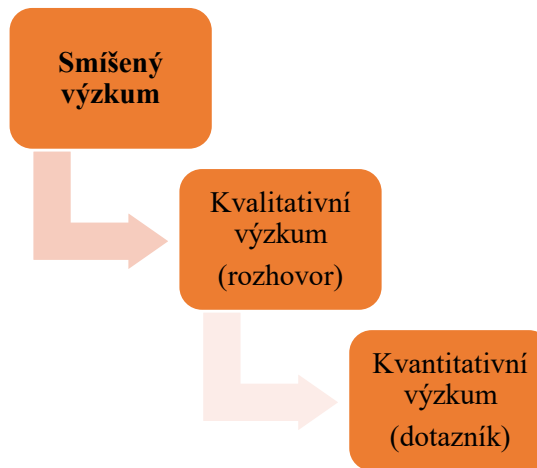 Smíšený
výzkum
Kvalitativní
výzkum
(rozhovor)
Kvantitativní
výzkum
(dotazník)